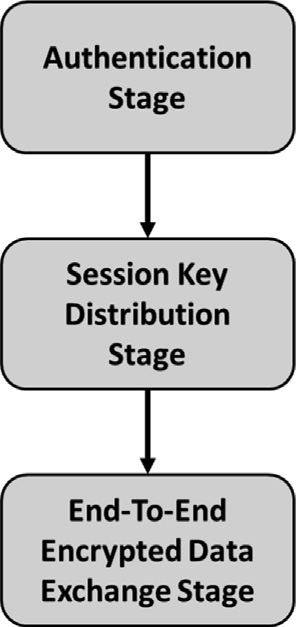 Authentication
Stage
Session Key
Distribution
Stage
End-To-End
Encrypted Data
Exchange Stage